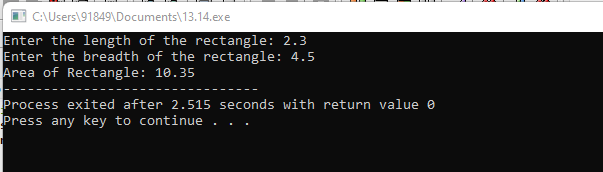 C:\Users\91849\Documents\13.14.exe
Enter the length of the rectangle: 2.3
Enter the breadth of the rectangle: 4.5
Area of Rectangle: 10.35
--------------------------------
Process exited after 2.515 seconds with return value 0
Press any key to continue . . .